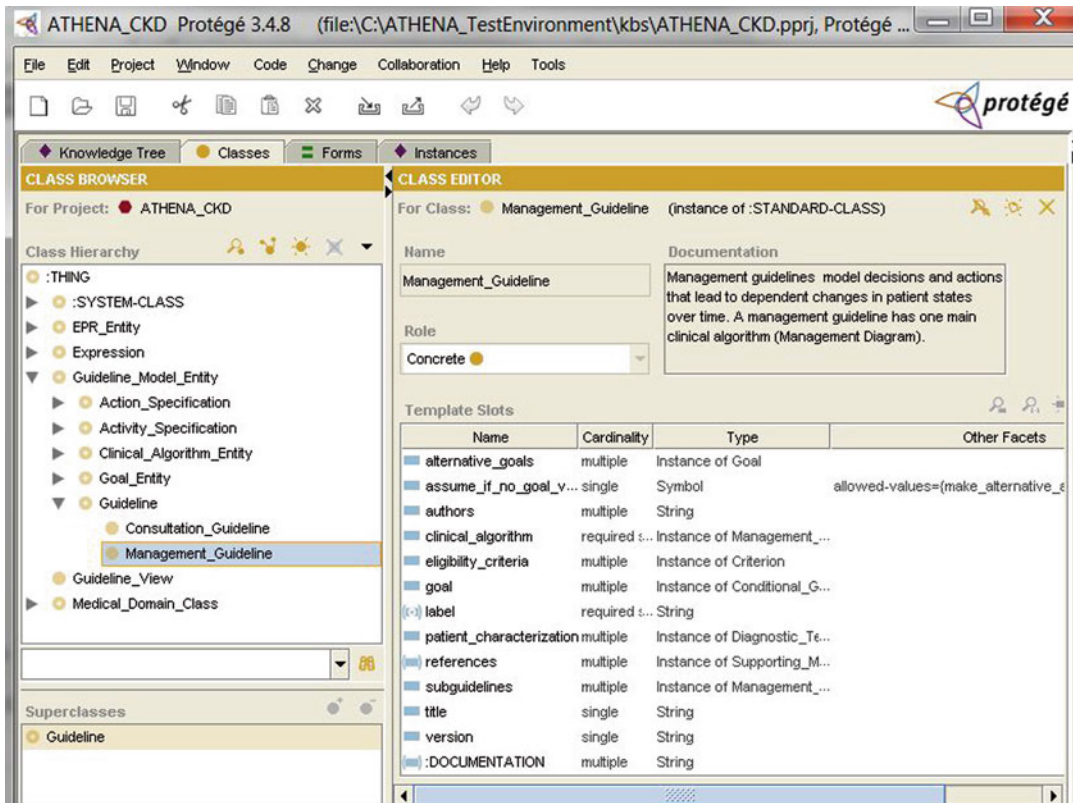 ATHENA_CKD Protégé 3.4.8 (file:\C:\ATHENA_TestEnvironment\kbs\ATHENA_CKD.pprj, Protégé ...
File Edit Project Window Code Change Collaboration Help Tools
protégé
Knowledge Tree Classes Forms Instances
CLASS BROWSER
For Project: ATHENA_CKD
Class Hierarchy
:THING
:SYSTEM-CLASS
EPR_Entity
Expression
Guideline_Model_Entity
Action_Specification
Activity_Specification
Clinical_Algorithm_Entity
Goal_Entity
Guideline
Consultation_Guideline
Management_Guideline
Guideline_View
Medical_Domain_Class
Superclasses
Guideline
CLASS EDITOR
For Class: Management_Guideline (instance of :STANDARD-CLASS)
Name
Management_Guideline
Role
Concrete
Documentation
Management guidelines model decisions and actions
that lead to dependent changes in patient states
over time. A management guideline has one main
clinical algorithm (Management Diagram).
Template Slots
Name Cardinality Type Other Facets
alternative_goals multiple Instance of Goal
assume_if_no_goal_v... single Symbol allowed-values={make_alternative_a
authors multiple String
clinical_algorithm required s... Instance of Management_...
eligibility_criteria multiple Instance of Criterion
goal multiple Instance of Conditional_G...
label required s... String
patient_characterization multiple Instance of Diagnostic_Te...
references multiple Instance of Supporting_M...
subguidelines multiple Instance of Management_...
title single String
version single String
:DOCUMENTATION multiple String